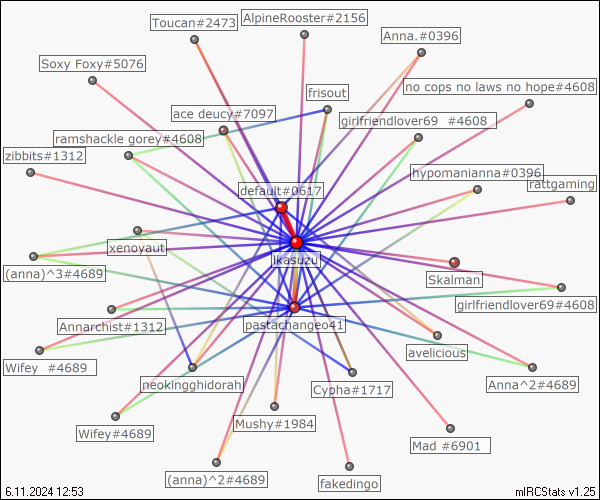 Toucan#2473
AlpineRooster#2156
Anna.#0396
Soxy Foxy#5076
no cops no laws no hope#4608
frisout
ace deucy#7097
girlfriendlover69 #4608
ramshackle gorey#4608
zibbits#1312
hypomanianna#0396
rattgaming
default#0617
xenoyaut
Ikasuzu
(anna)^3#4689
Skalman
girlfriendlover69#4608
Annarchist#1312
pastachangeo41
avelicious
Wifey #4689
neokingghidorah
Cypha#1717
Anna^2#4689
Mushy#1984
Wifey#4689
Mad #6901
(anna)^2#4689
fakedingo
6.11.2024 12:53
mIRCStats v1.25